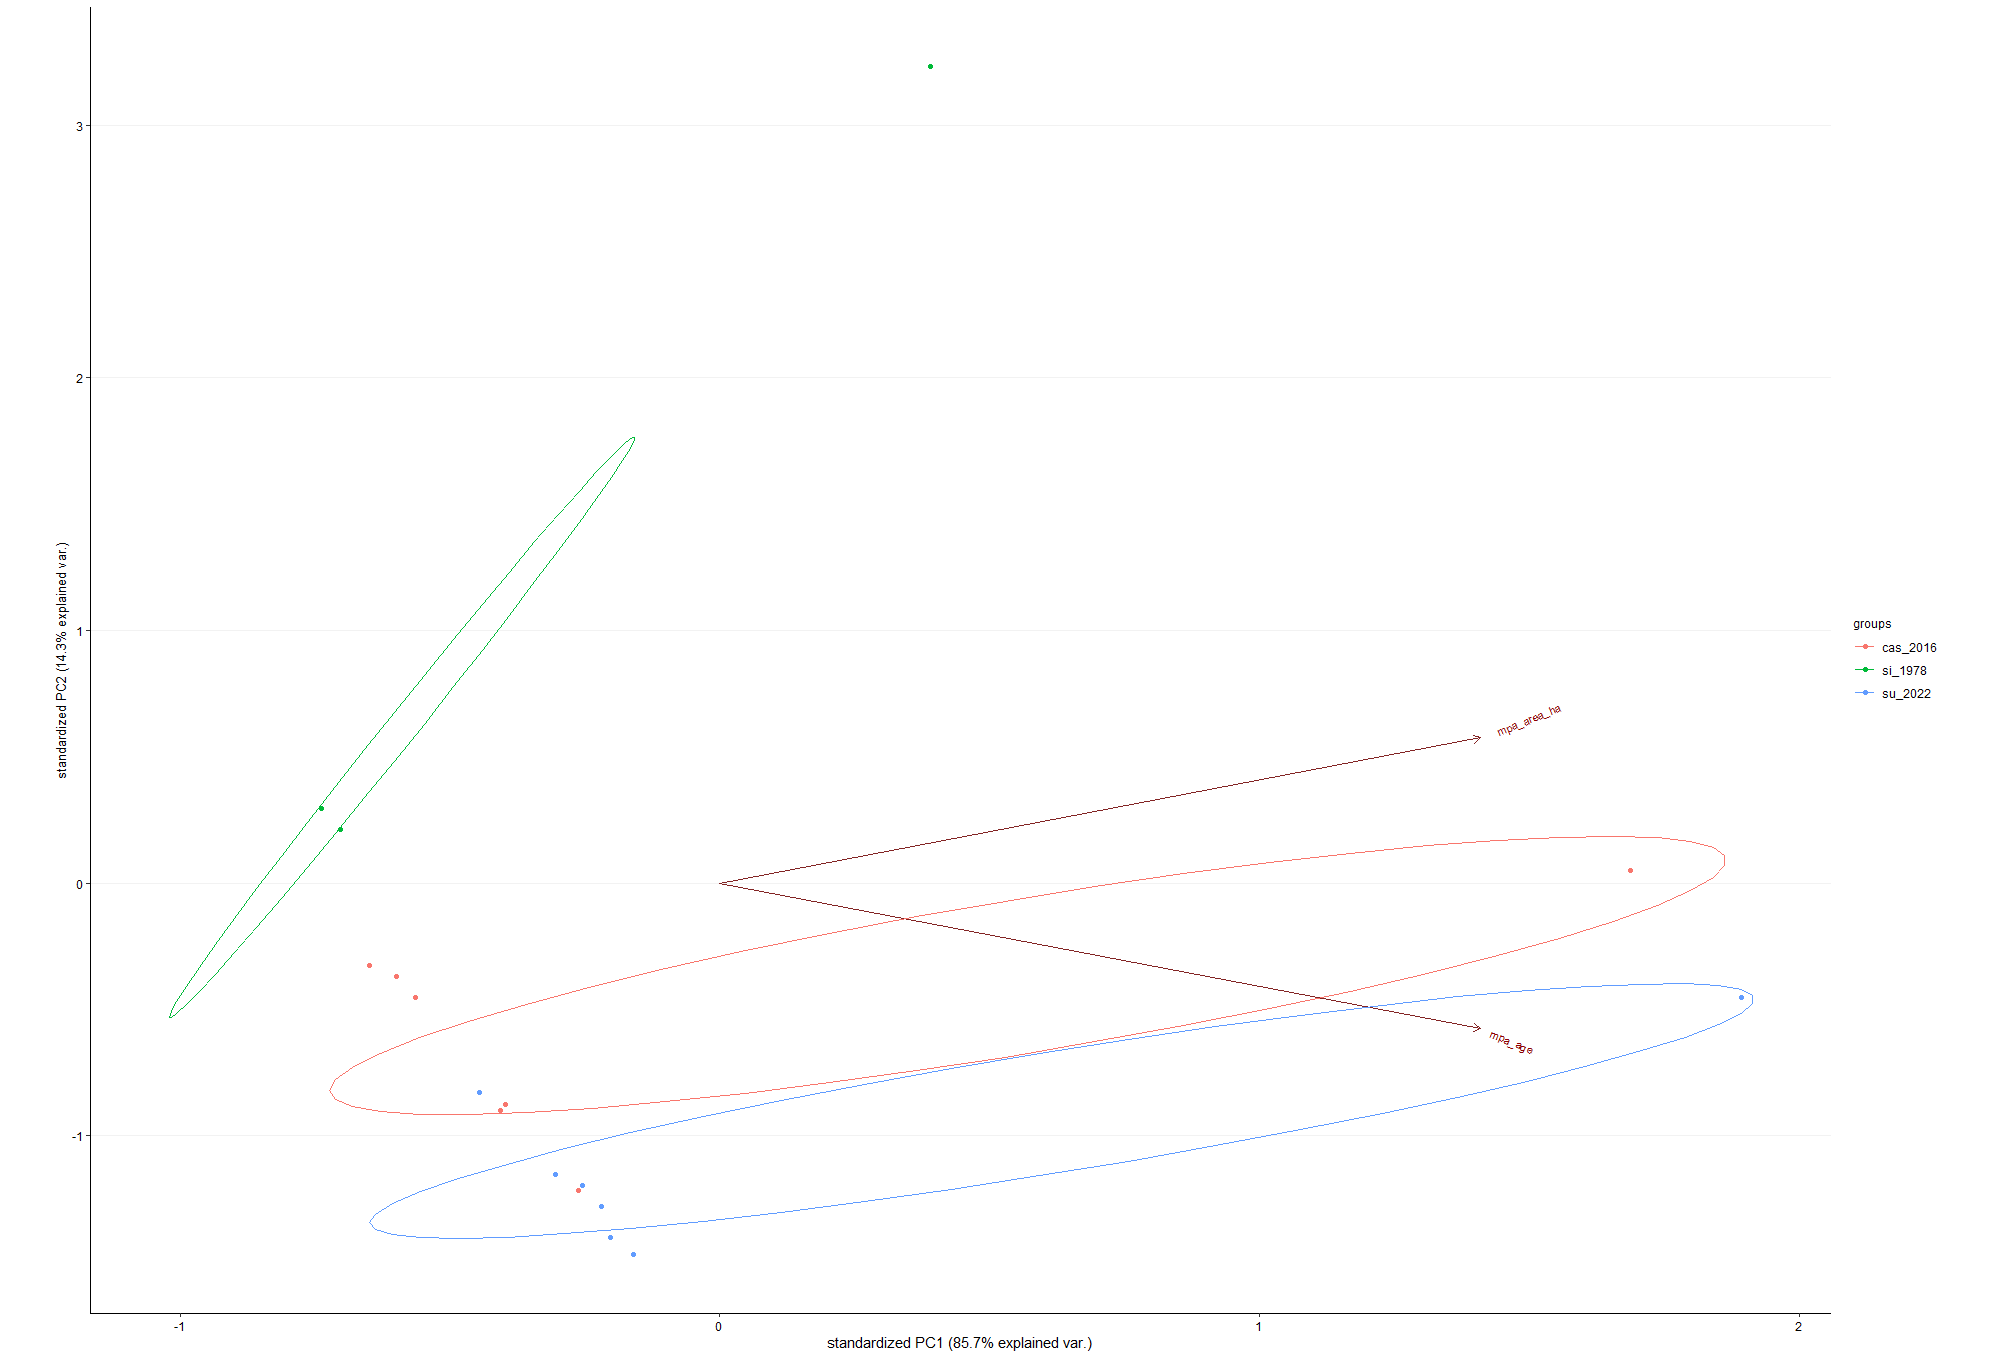 3
2
1
0
-1
standardized PC2 (14.3% explained var.)
mpa_area_ha
mpa_age
-1
0
1
2
standardized PC1 (85.7% explained var.)
groups
cas_2016
si_1978
su_2022